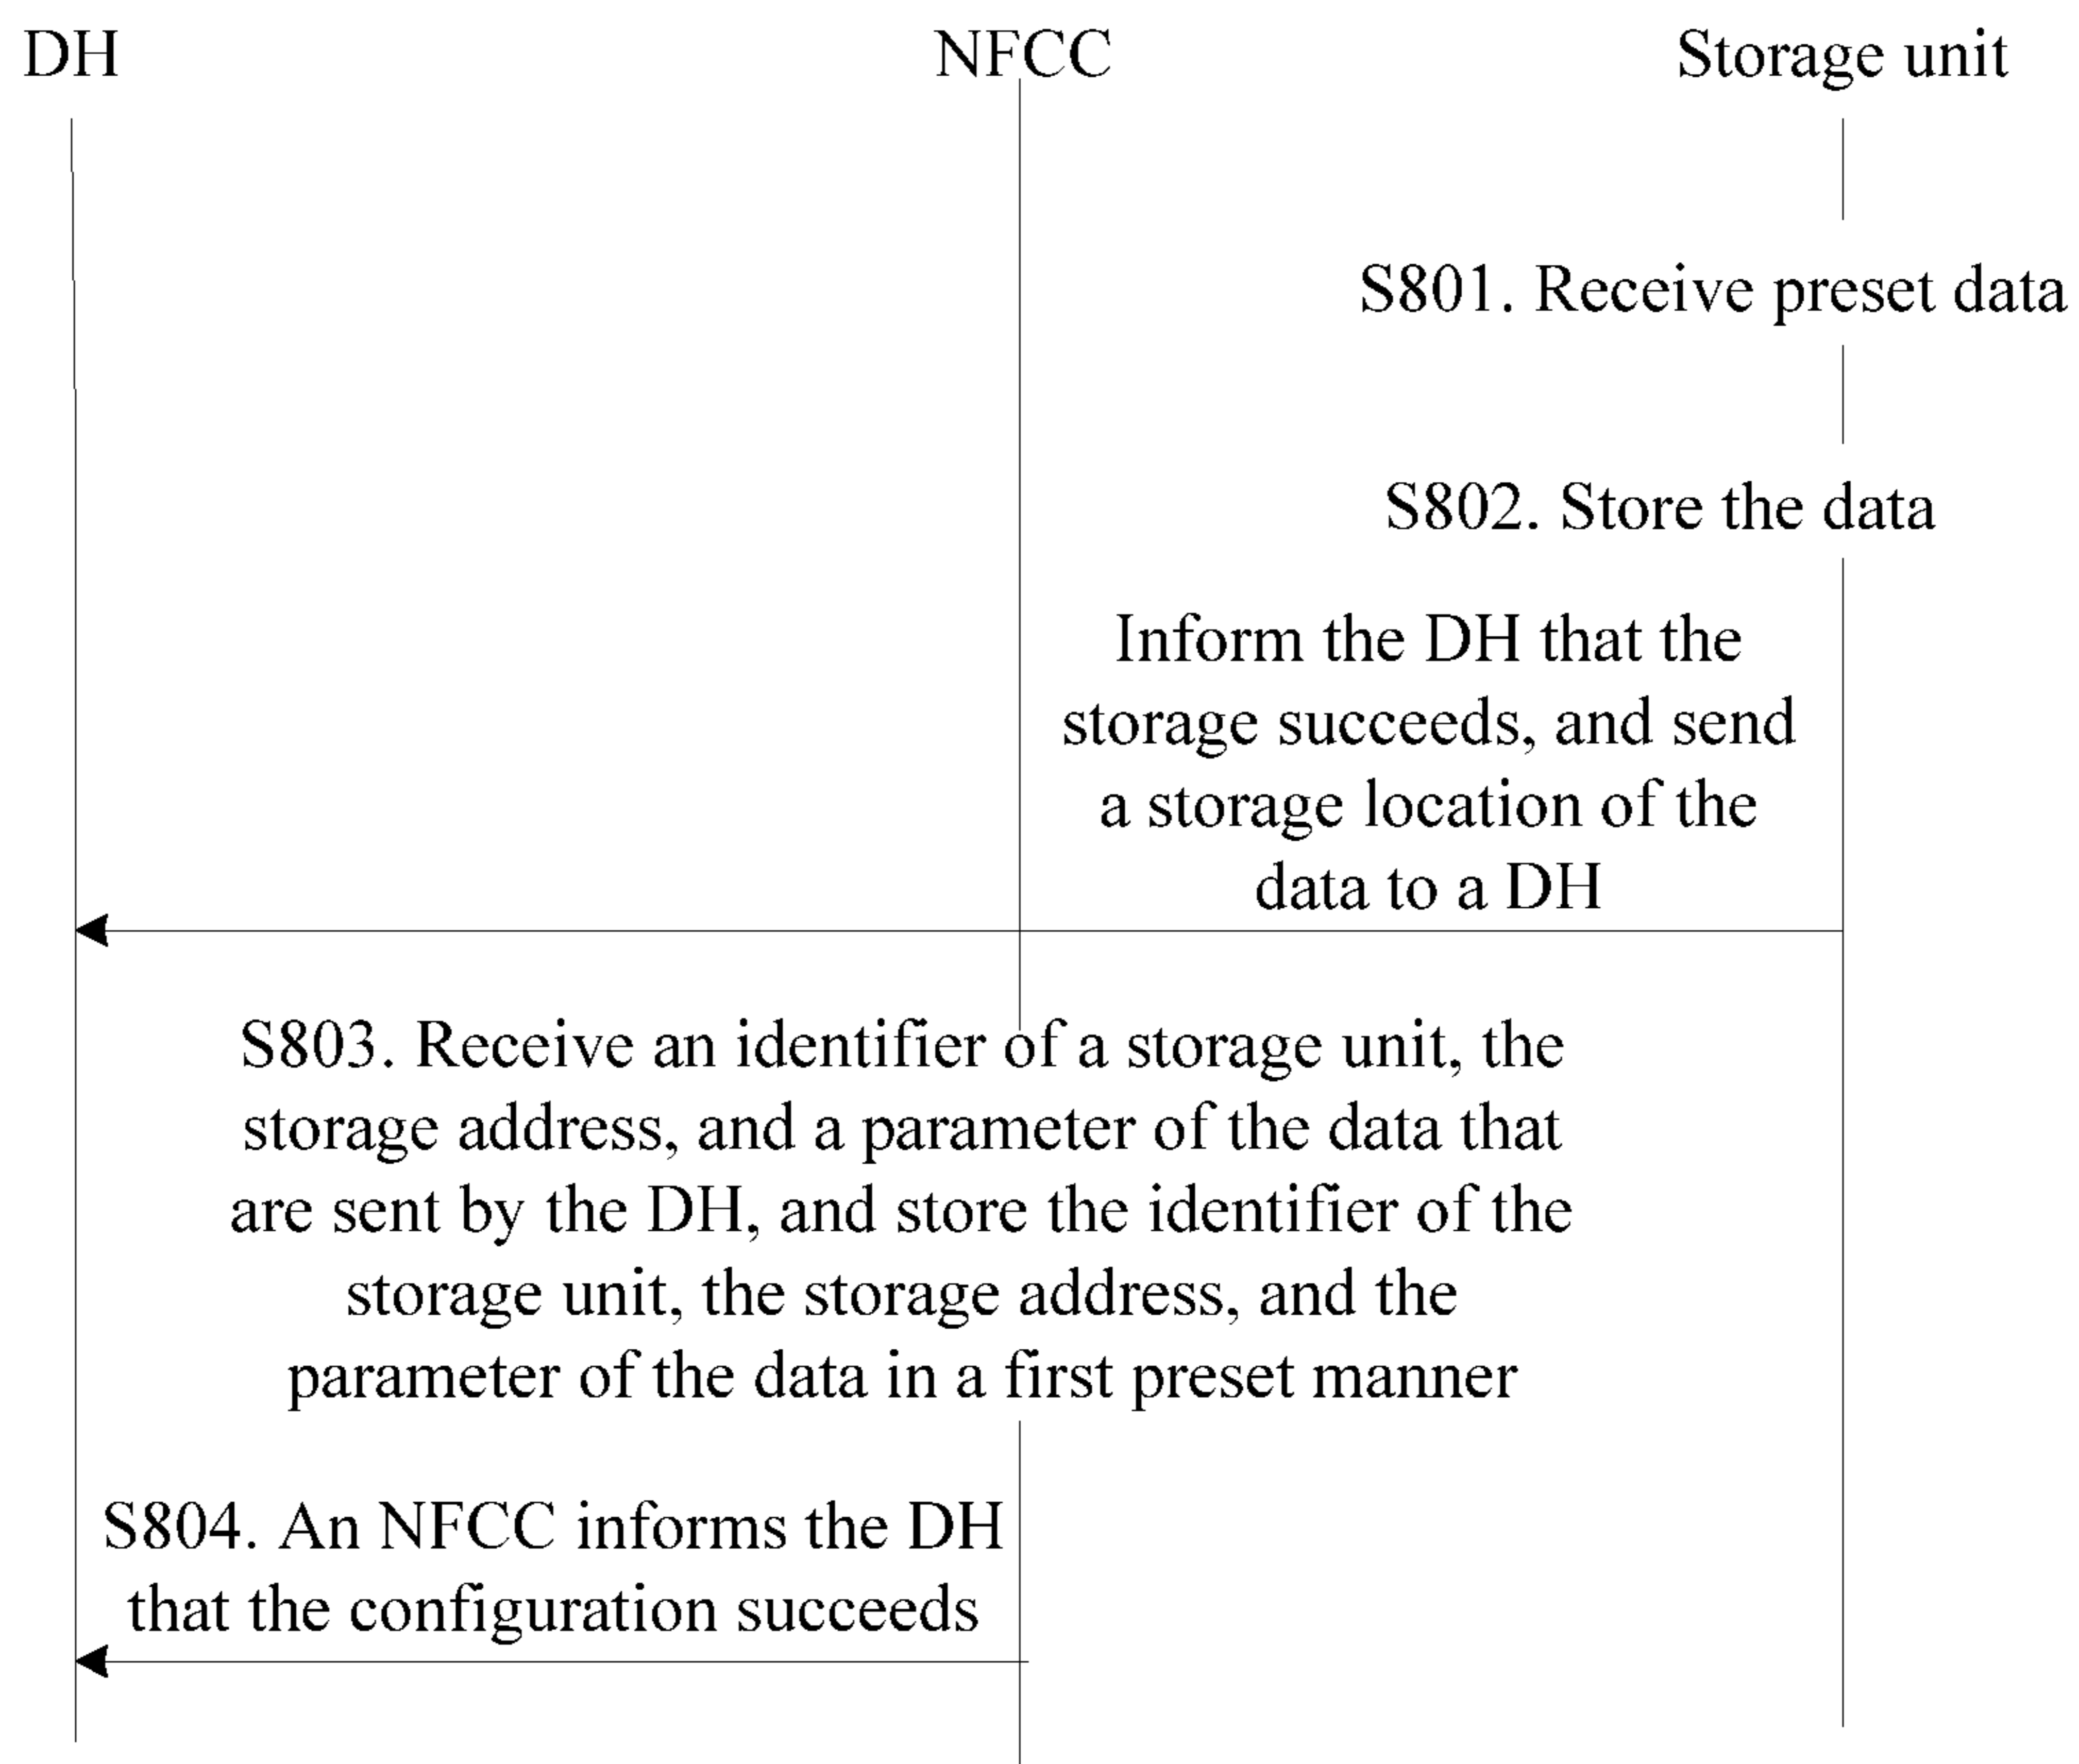 DH
NFCC
Storage unit
S801. Receive preset data
S802. Store the data
Inform the DH that the
storage succeeds, and send
a storage location of the
data to a DH
S803. Receive an identifier of a storage unit, the
storage address, and a parameter of the data that
are sent by the DH, and store the identifier of the
storage unit, the storage address, and the
parameter of the data in a first preset manner
S804. An NFCC informs the DH
that the configuration succeeds